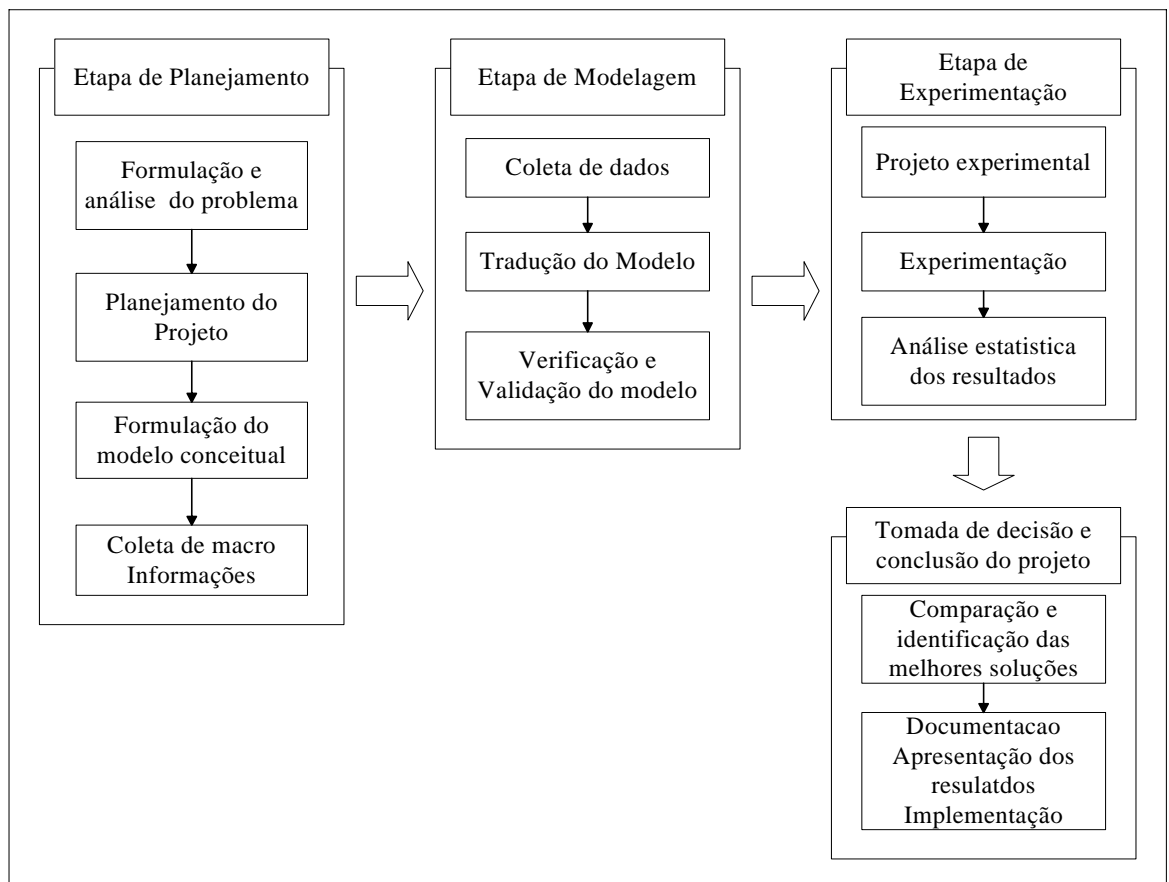 Etapa de Planejamento
Formulação e
análise do problema
Planejamento do
Projeto
Formulação do
modelo conceitual
Coleta de macro
Informações
Etapa de Modelagem
Coleta de dados
Tradução do Modelo
Verificação e
Validação do modelo
Etapa de
Experimentação
Projeto experimental
Experimentação
Análise estatistica
dos resultados
Tomada de decisão e
conclusão do projeto
Comparação e
identificação das
melhores soluções
Documentacao
Apresentação dos
resulatdos
Implementação